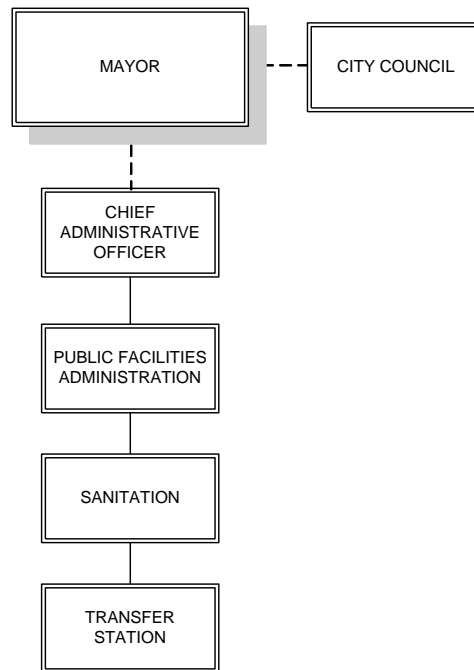 MAYOR
CITY COUNCIL
CHIEF
ADMINISTRATIVE
OFFICER
PUBLIC FACILITIES
ADMINISTRATION
SANITATION
TRANSFER
STATION